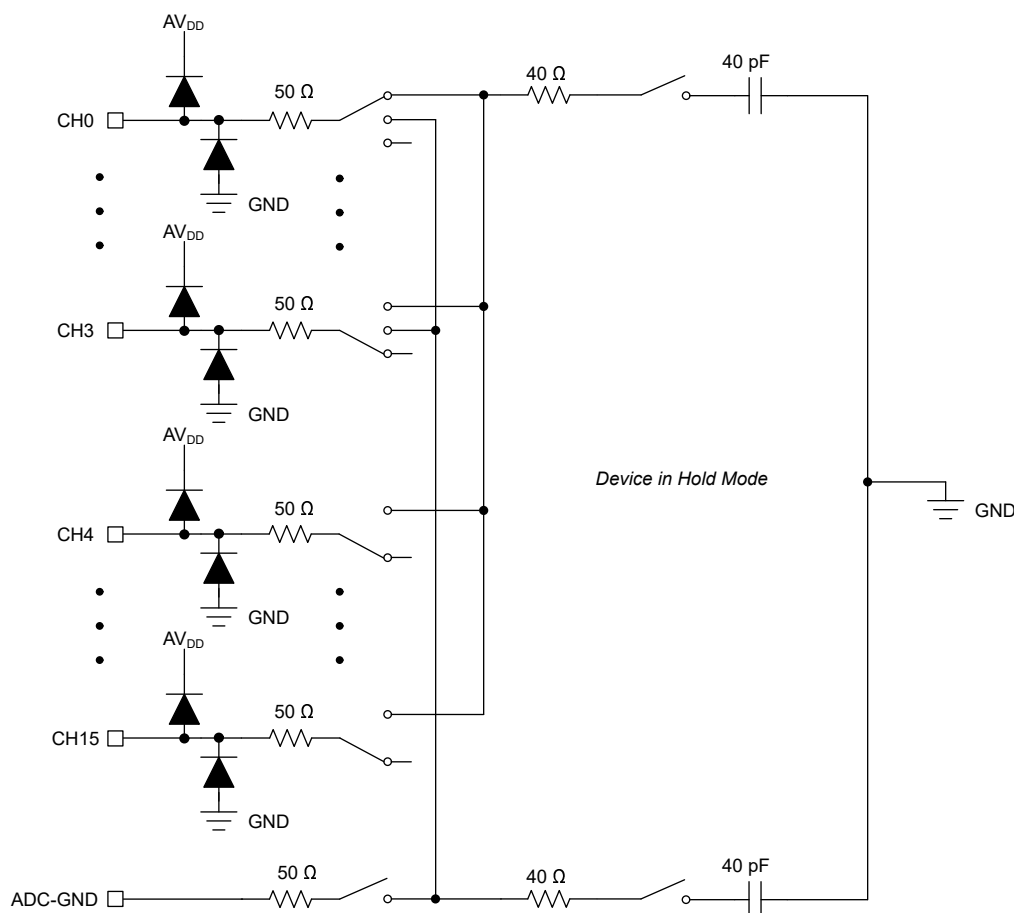 AVDD
40 pF
50 Ω
40 Ω
CH0
GND
AVDD
50 Ω
CH3
GND
AVDD
Device in Hold Mode
50 Ω
GND
CH4
GND
AVDD
50 Ω
CH15
GND
50 Ω
40 Ω
40 pF
ADC-GND